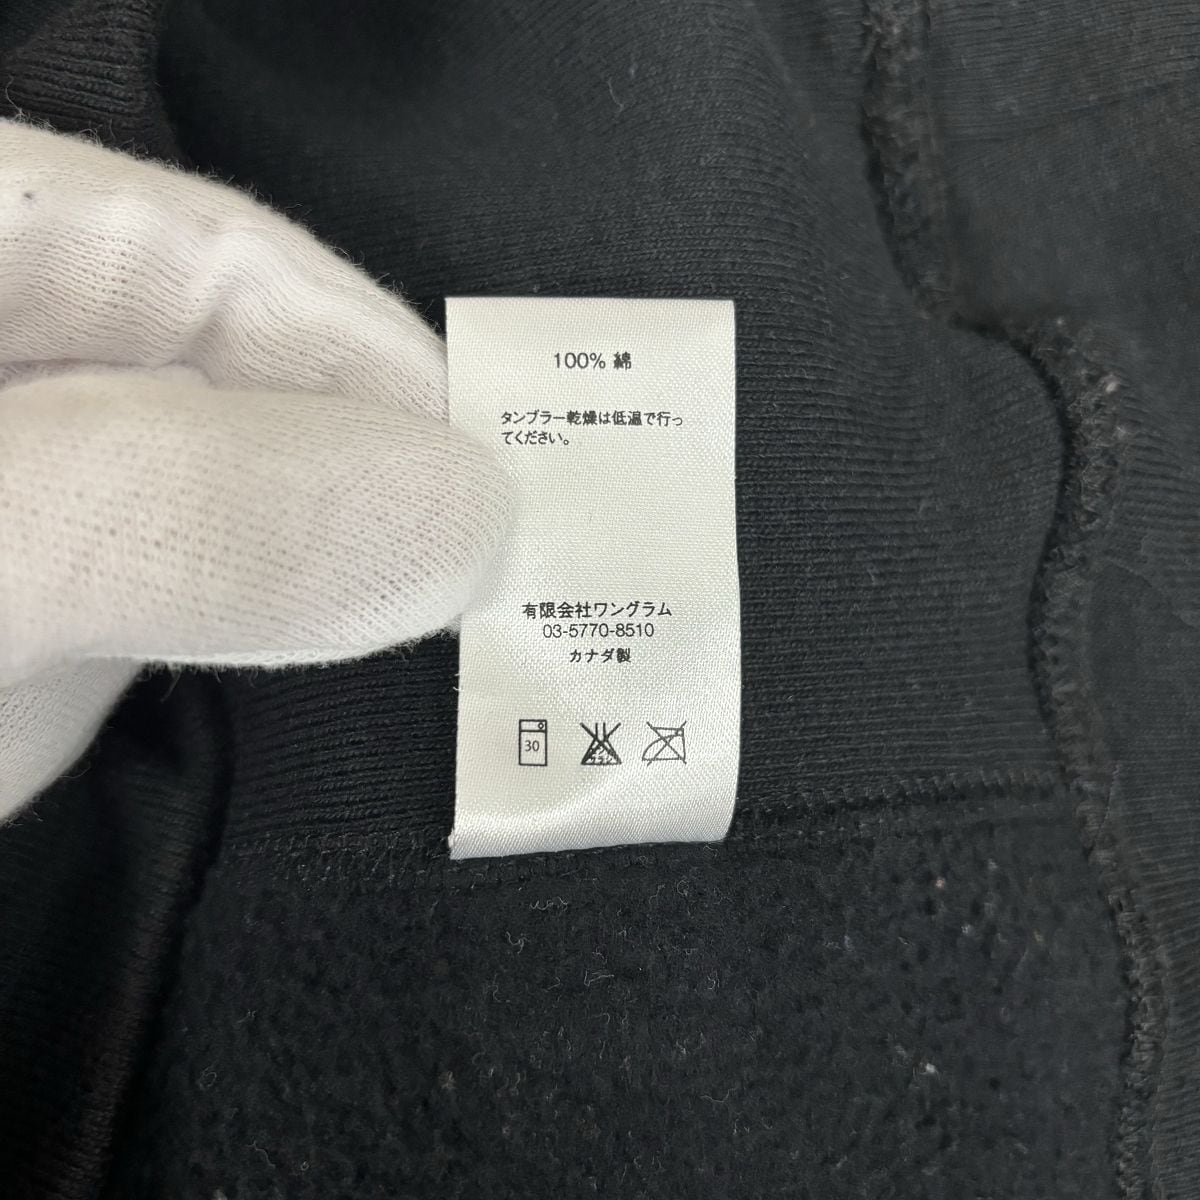 100% 綿
タンブラー乾燥は低温で行っ
てください。
有限会社ワングラム
03-5770-8510
カナダ製
30